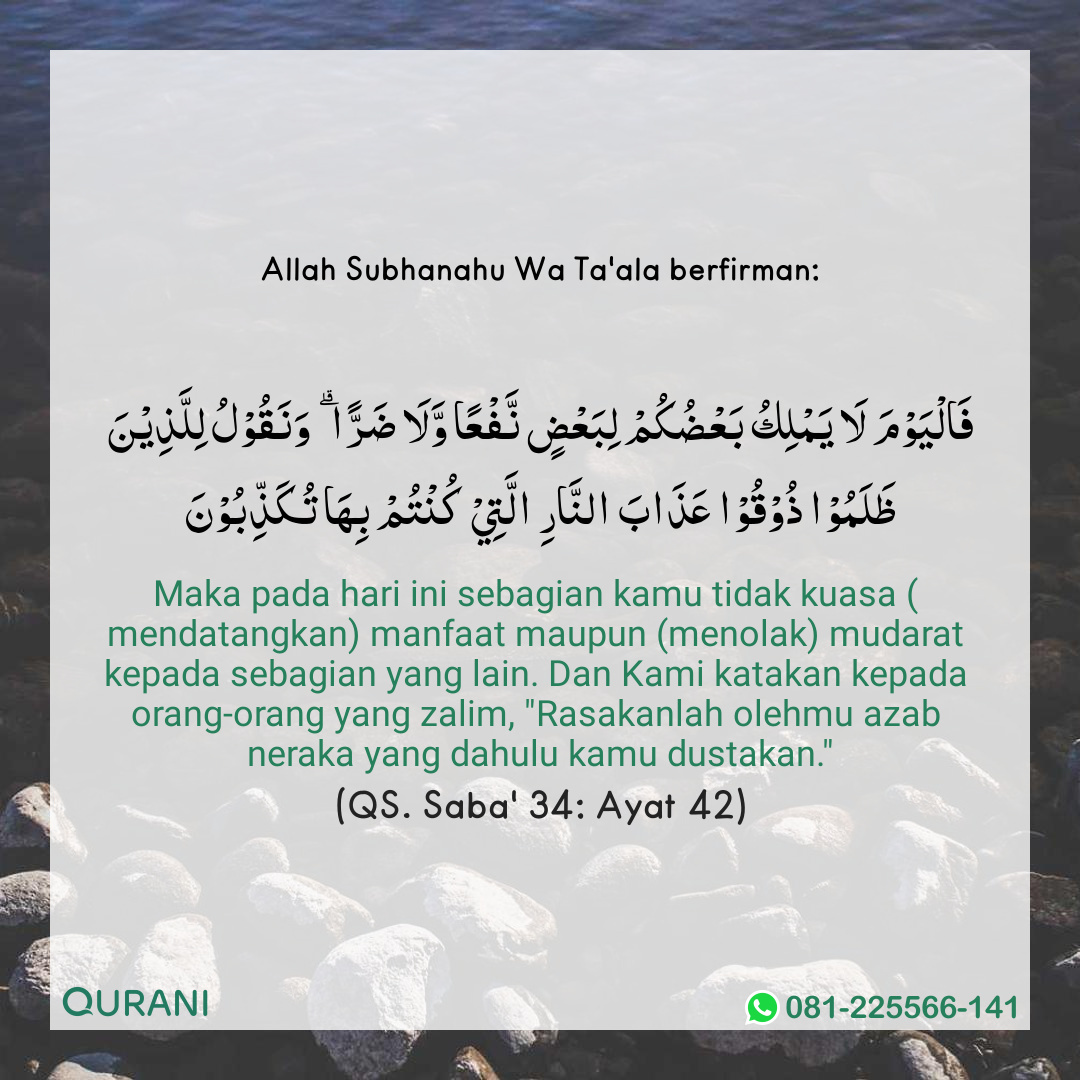 Allah Subhanahu Wa Ta'ala berfirman:
فَالْيَوْمَ لَا يَمْلِكُ بَعْضُكُمْ لِبَعْضٍ نَّفْعًا وَّلَا ضَرًّا ۗ وَنَقُوْلُ لِلَّذِيْنَ
ظَلَمُوْا ذُوْقُوْا عَذَابَ النَّارِ الَّتِيْ كُنْتُمْ بِهَا تُكَذِّبُوْنَ
Maka pada hari ini sebagian kamu tidak kuasa (
mendatangkan) manfaat maupun (menolak) mudarat
kepada sebagian yang lain. Dan Kami katakan kepada
orang-orang yang zalim, "Rasakanlah olehmu azab
neraka yang dahulu kamu dustakan."
(QS. Saba' 34: Ayat 42)
QURANI
081-225566-141